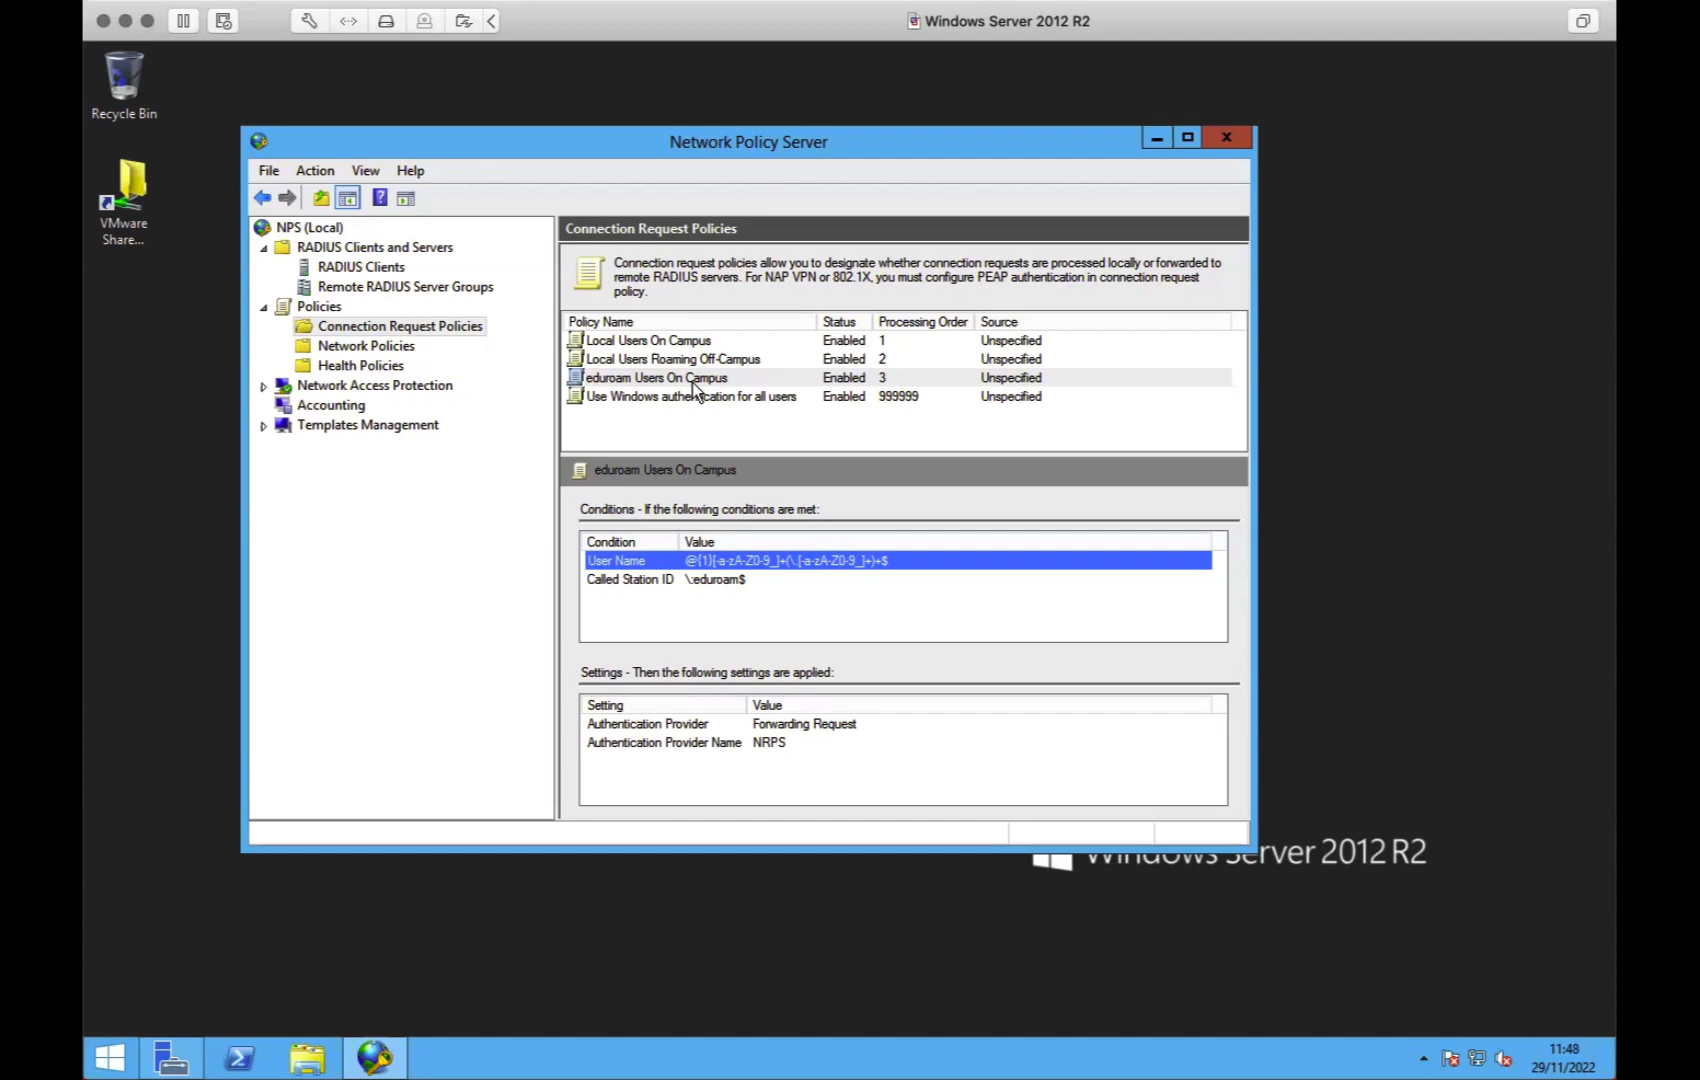 Windows Server 2012 R2
Recycle Bin
VMware
Share...
Network Policy Server
File Action View Help
NPS (Local)
RADIUS Clients and Servers
RADIUS Clients
Remote RADIUS Server Groups
Policies
Connection Request Policies
Network Policies
Health Policies
Network Access Protection
Accounting
Templates Management
Connection Request Policies
Connection request policies allow you to designate whether connection requests are processed locally or forwarded to
remote RADIUS servers. For NAP VPN or 802.1X, you must configure PEAP authentication in connection request
policy.
Policy Name Status Processing Order Source
Local Users On Campus Enabled 1 Unspecified
Local Users Roaming Off-Campus Enabled 2 Unspecified
eduroam Users On Campus Enabled 3 Unspecified
Use Windows authentication for all users Enabled 999999 Unspecified
eduroam Users On Campus
Conditions - If the following conditions are met:
Condition Value
User Name @{1}[-a-zA-Z0-9_]+(\.[-a-zA-Z0-9_]+)+$
Called Station ID \:eduroam$
Settings - Then the following settings are applied:
Setting Value
Authentication Provider Forwarding Request
Authentication Provider Name NRPS
Windows Server 2012 R2
11:48
29/11/2022